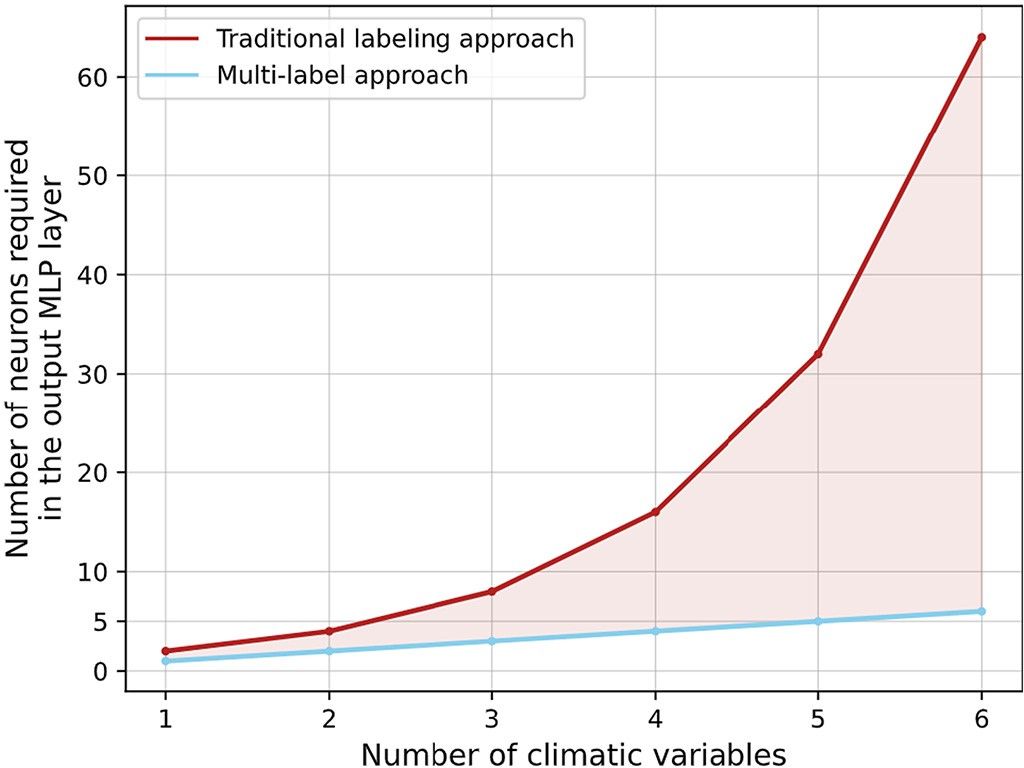 Traditional labeling approach
Multi-label approach
Number of neurons required
in the output MLP layer
60
50
40
30
20
10
5
0
1 2 3 4 5 6
Number of climatic variables